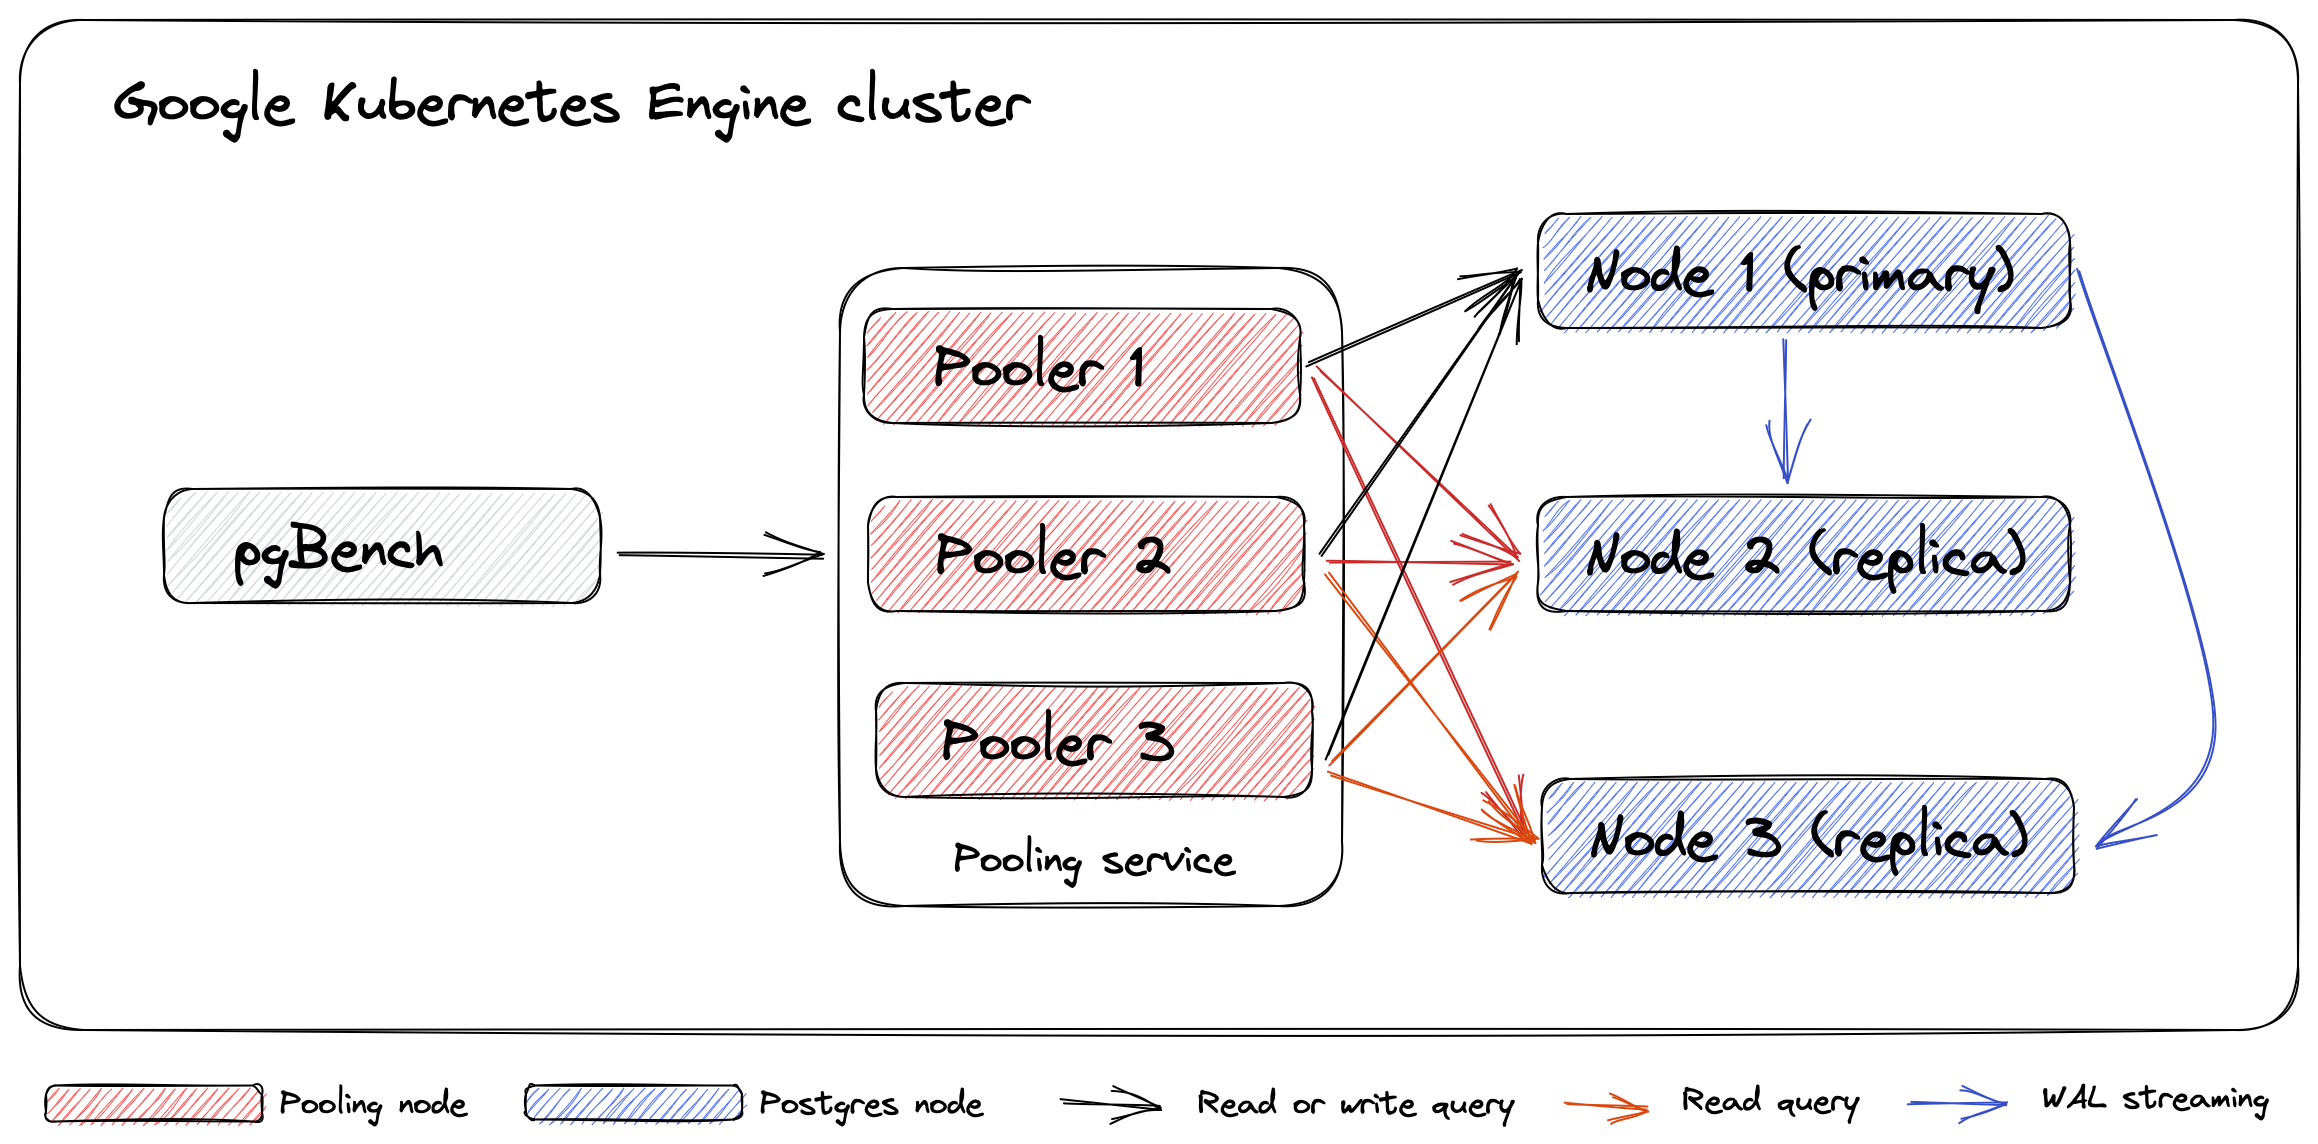 Google Kubernetes Engine cluster
pgBench
Pooler 1
Pooler 2
Pooler 3
Pooling service
Node 1 (primary)
Node 2 (replica)
Node 3 (replica)
Pooling node
Postgres node
Read or write query
Read query
WAL streaming